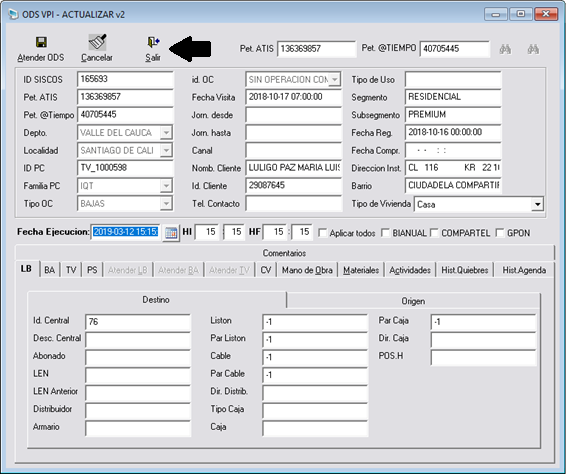 ODS VPI - ACTUALIZAR v2
Atender ODS Cancelar Salir Pet. ATIS 136369857 Pet. @TIEMPO 40705445
ID SISCOS 165693 id. OC SIN OPERACION COM Tipo de Uso
Pet. ATIS 136369857 Fecha Visita 2018-10-17 07:00:00 Segmento RESIDENCIAL
Pet. @Tiempo 40705445 Jorn. desde Subsegmento PREMIUM
Depto. VALLE DEL CAUCA Jorn. hasta Fecha Reg. 2018-10-16 00:00:00
Localidad SANTIAGO DE CALI Canal Fecha Compr. - - : :
ID PC TV_1000598 Nomb. Cliente LULIGO PAZ MARIA LUIS Direccion Inst. CL 116 KR 22 10
Familia PC IQT Id. Cliente 29087645 Barrio CIUDADELA COMPARTIF
Tipo OC BAJAS Tel. Contacto Tipo de Vivienda Casa
Fecha Ejecucion: 2019-03-12 15:15: HI 15 : 15 HF 15 : 15 Aplicar todos BIANUAL COMPARTEL GPON
Comentarios
LB BA TV PS Atender LB Atender BA Atender TV CV Mano de Obra Materiales Actividades Hist.Quiebres Hist.Agenda
Destino Origen
Id. Central 76 Liston -1 Par Caja -1
Desc. Central Par Liston -1 Dir. Caja
Abonado Cable -1 POS.H
LEN Par Cable -1
LEN Anterior Dir. Distrib.
Distribuidor Tipo Caja
Armario Caja